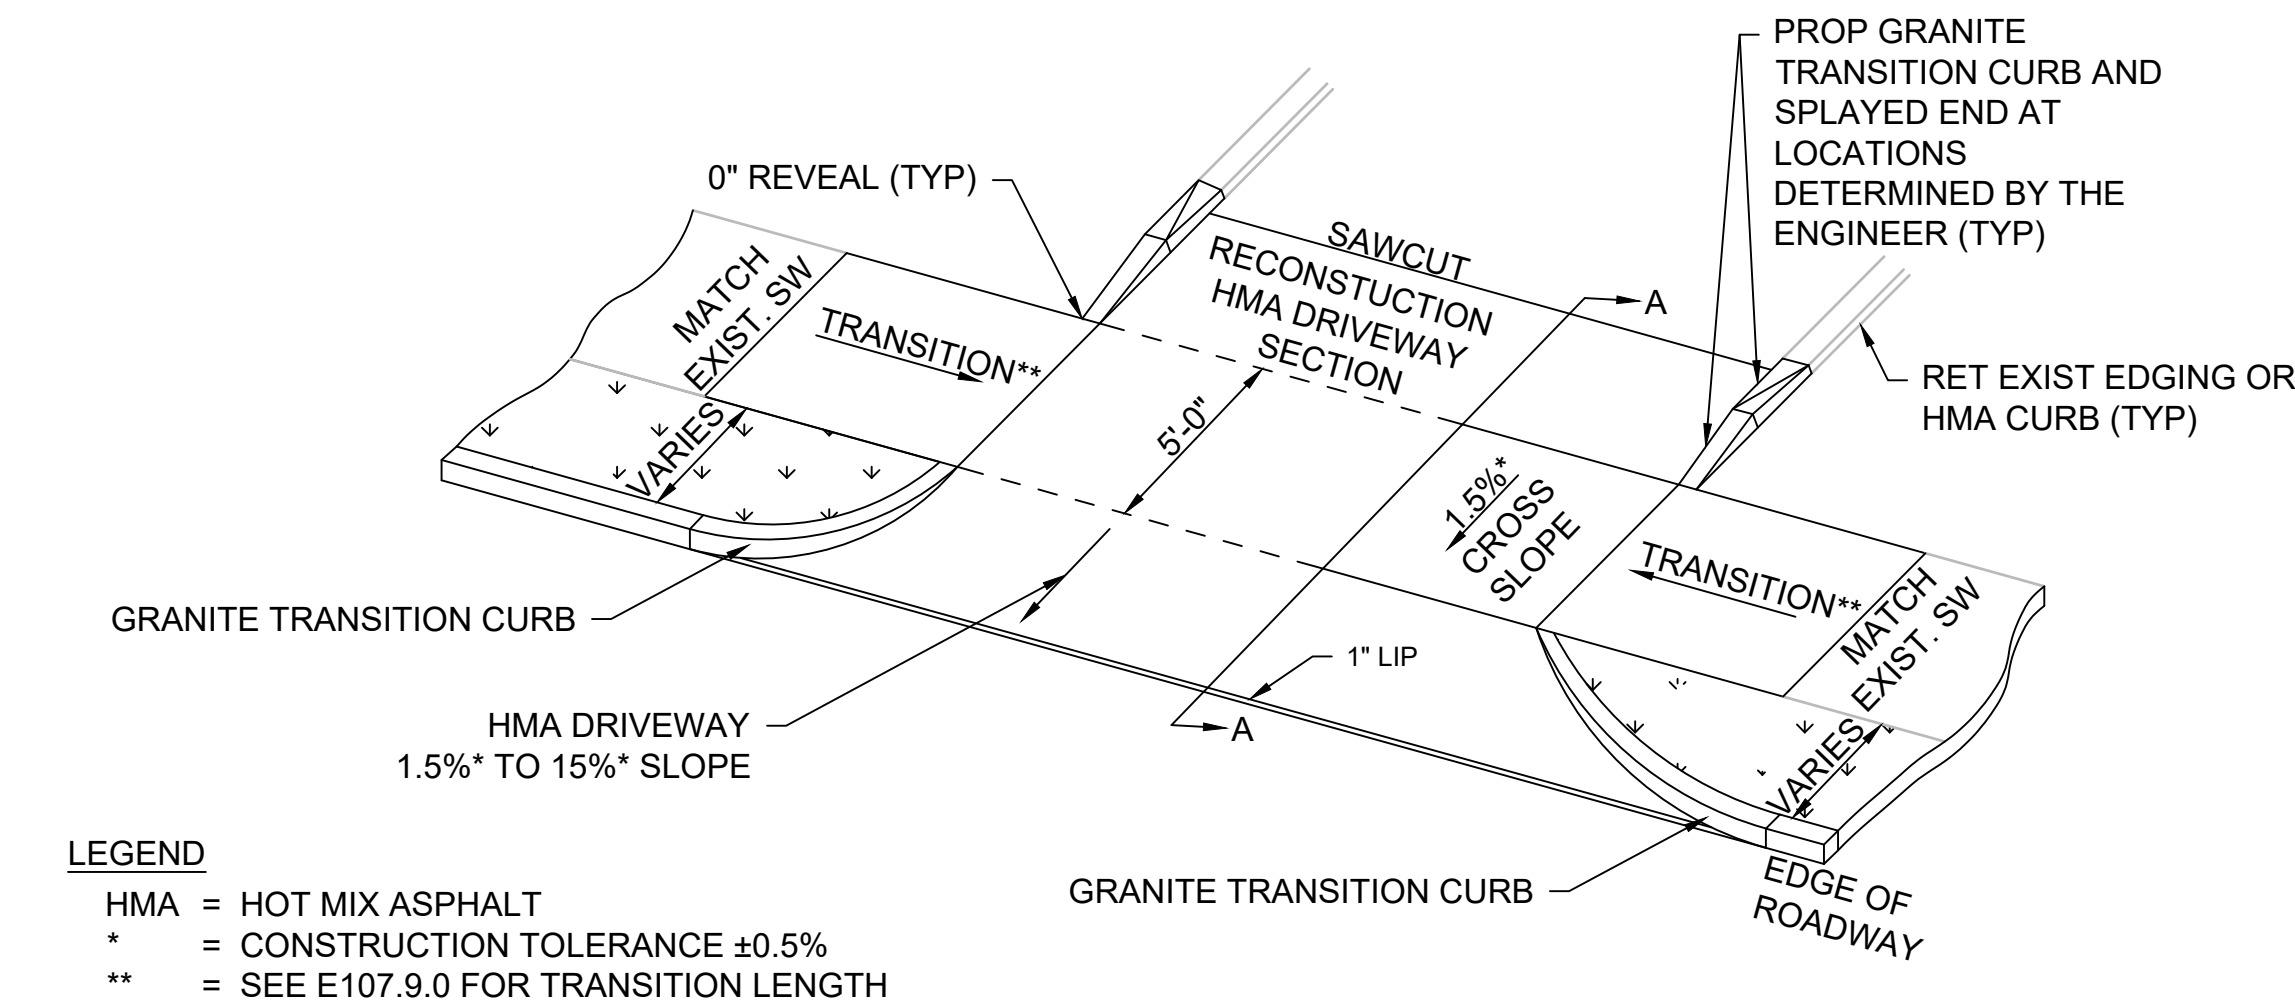 PROP GRANITE
TRANSITION CURB AND
SPLAYED END AT
LOCATIONS
DETERMINED BY THE
ENGINEER (TYP)
0" REVEAL (TYP)
SAWCUT
RECONSTUCTION
HMA DRIVEWAY
SECTION
A
MATCH
EXIST. SW
TRANSITION**
RET EXIST EDGING OR
HMA CURB (TYP)
VARIES
5'-0"
1.5%*
CROSS
SLOPE
TRANSITION**
MATCH
EXIST. SW
GRANITE TRANSITION CURB
1" LIP
A
VARIES
HMA DRIVEWAY
1.5%* TO 15%* SLOPE
GRANITE TRANSITION CURB
EDGE OF
ROADWAY
LEGEND
HMA = HOT MIX ASPHALT
* = CONSTRUCTION TOLERANCE ±0.5%
** = SEE E107.9.0 FOR TRANSITION LENGTH